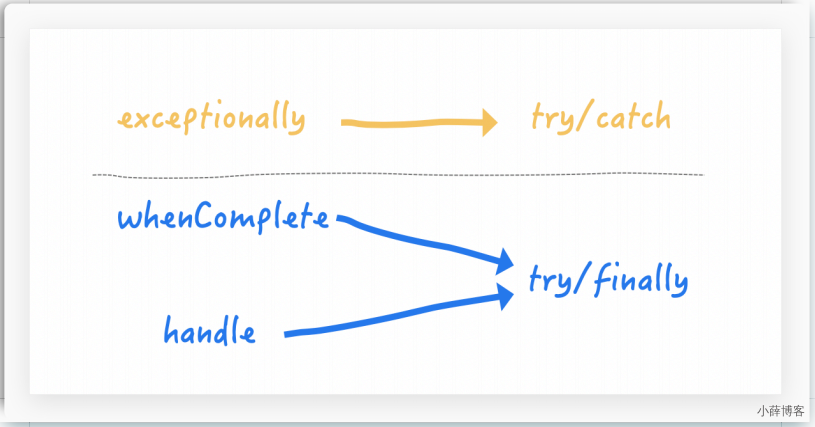 exceptionally try/catch
whenComplete
try/finally
handle
小薛博客